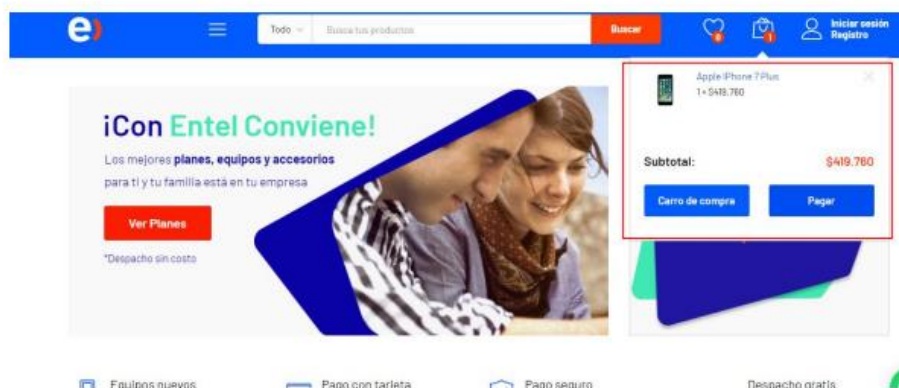 e)
Todo
Busca tus productos
Buscar
0
1
Iniciar sesión
Registro
Apple iPhone 7 Plus
1 × $419.760
Subtotal:
$419.760
Carro de compra
Pagar
¡Con Entel Conviene!
Los mejores planes, equipos y accesorios
para ti y tu familia está en tu empresa
Ver Planes
*Despacho sin costo
Equipos nuevos
Pago con tarjeta
Pago seguro
Despacho gratis